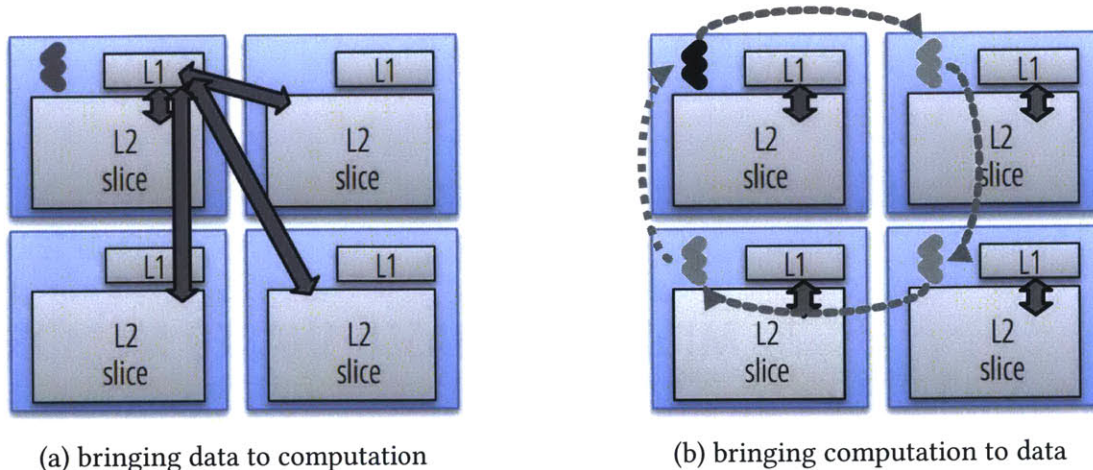 L1
L2
slice
L1
L2
slice
L1
L2
slice
L1
L2
slice
(a) bringing data to computation
L1
L2
slice
L1
L2
slice
L1
L2
slice
L1
L2
slice
(b) bringing computation to data